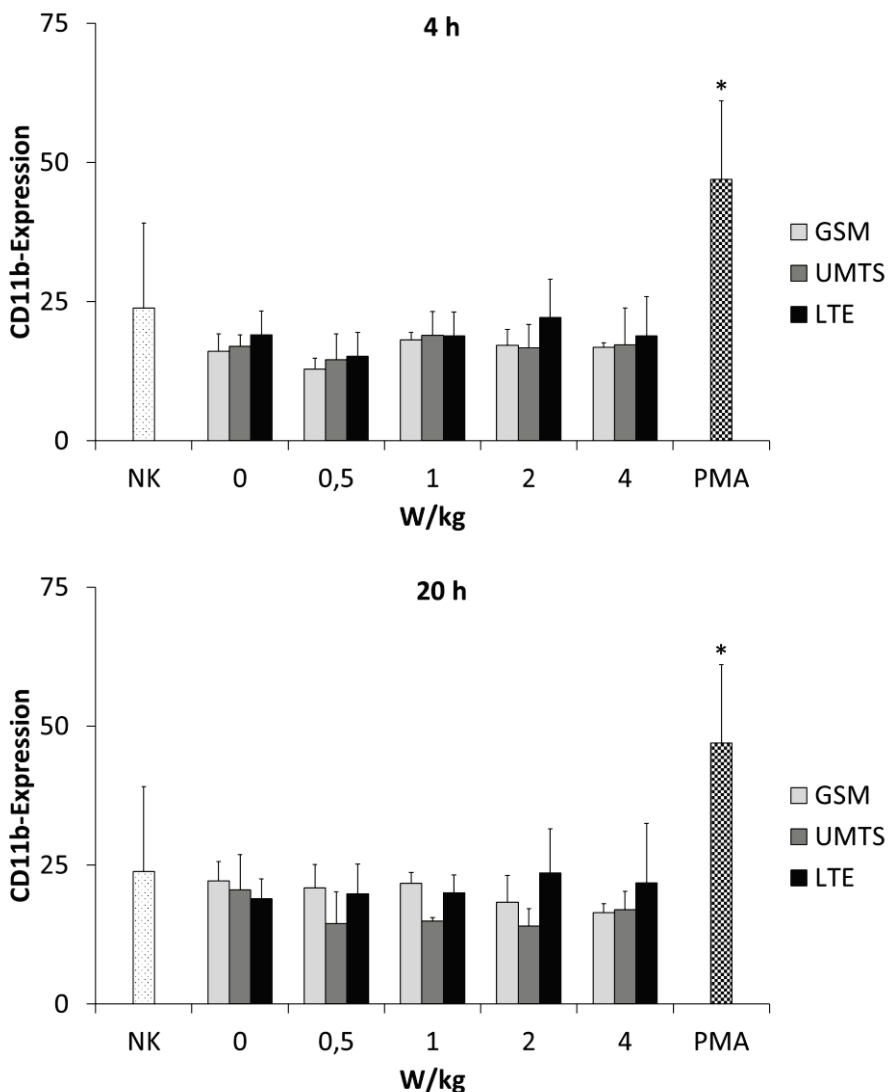 4 h
75
*
50
CD11b-Expression
GSM
UMTS
LTE
25
0
NK 0 0,5 1 2 4 PMA
W/kg
75
20 h
*
50
CD11b-Expression
GSM
UMTS
LTE
25
0
NK 0 0,5 1 2 4 PMA
W/kg